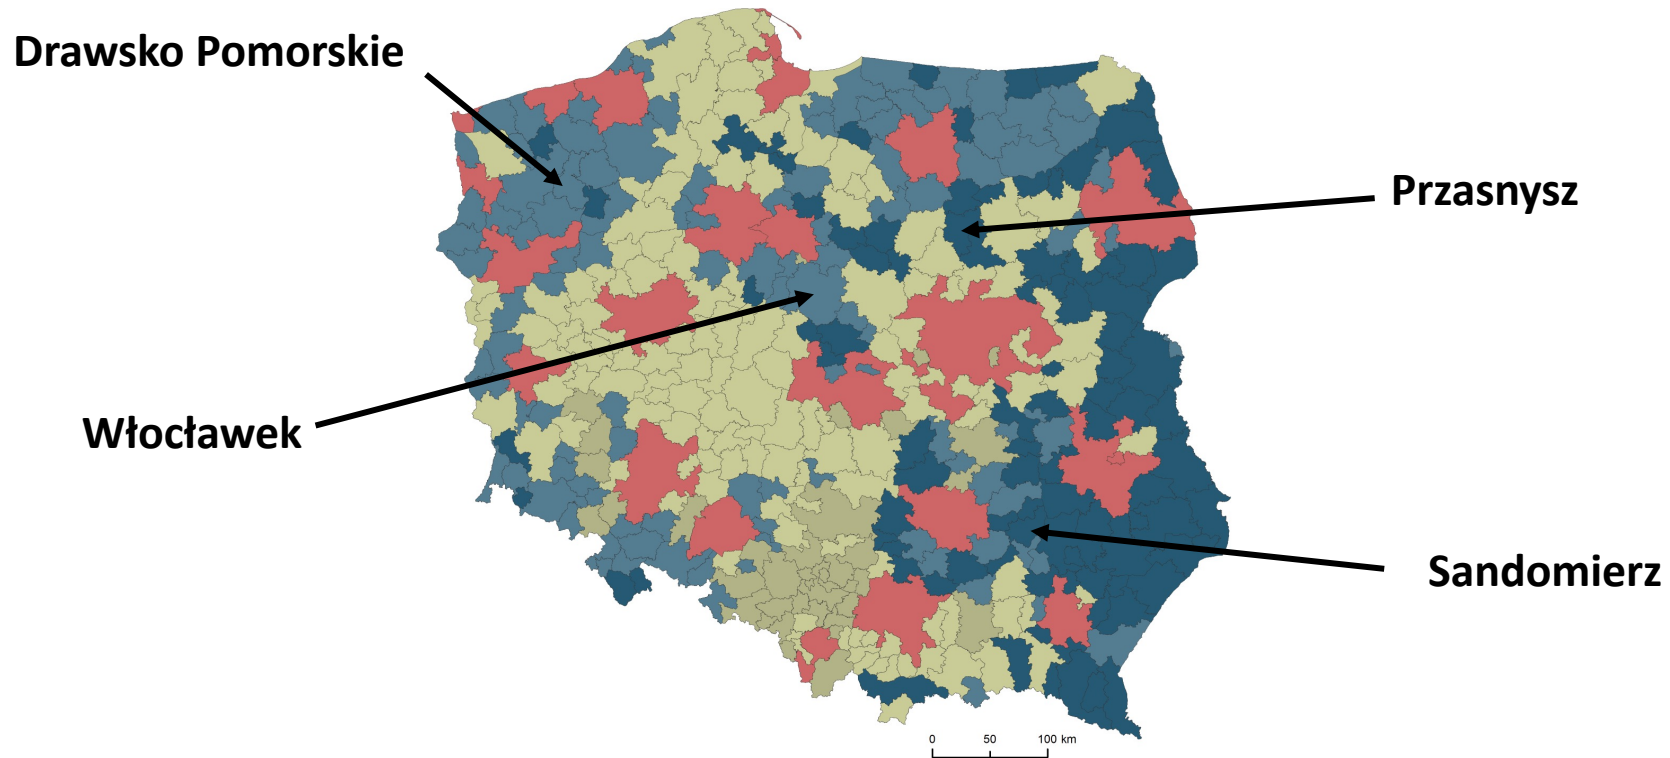 Drawsko Pomorskie
Przasnysz
Włocławek
Sandomierz
0 50 100 km